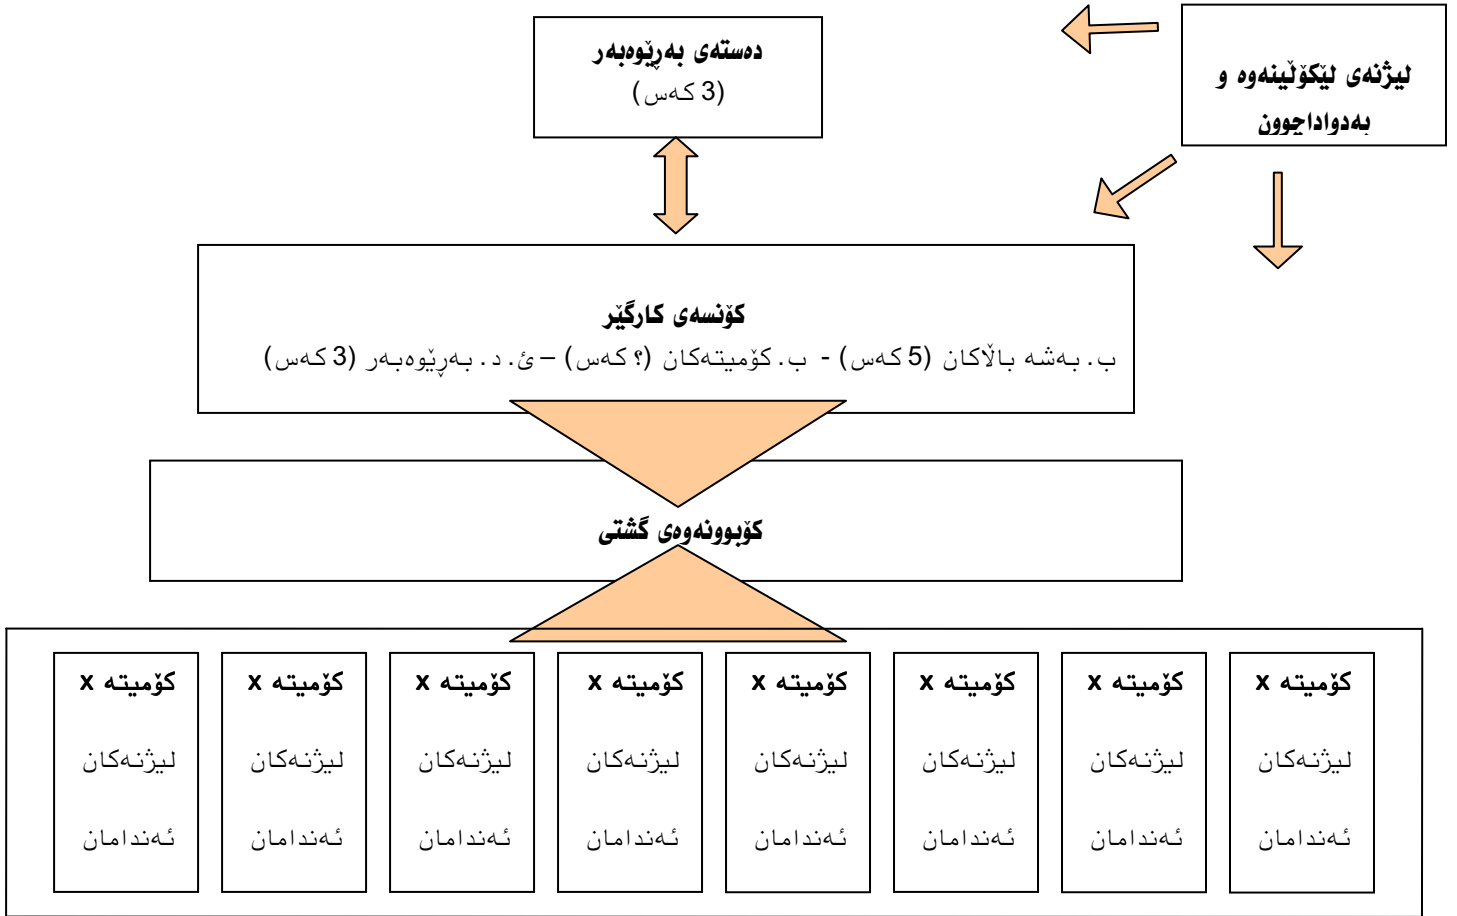 دەستەی بەڕێوەبەر
(3 کەس)
لیژنەی لێکۆڵینەوە و
بەدواداچوون
کۆنسەی کارگێڕ
ب. بەشە باڵاکان (5 کەس) - ب. کۆمیتەکان (؟ کەس) – ئ. د. بەڕێوەبەر (3 کەس)
کۆبوونەوەی گشتی
کۆمیتە x
لیژنەکان
ئەندامان
کۆمیتە x
لیژنەکان
ئەندامان
کۆمیتە x
لیژنەکان
ئەندامان
کۆمیتە x
لیژنەکان
ئەندامان
کۆمیتە x
لیژنەکان
ئەندامان
کۆمیتە x
لیژنەکان
ئەندامان
کۆمیتە x
لیژنەکان
ئەندامان
کۆمیتە x
لیژنەکان
ئەندامان